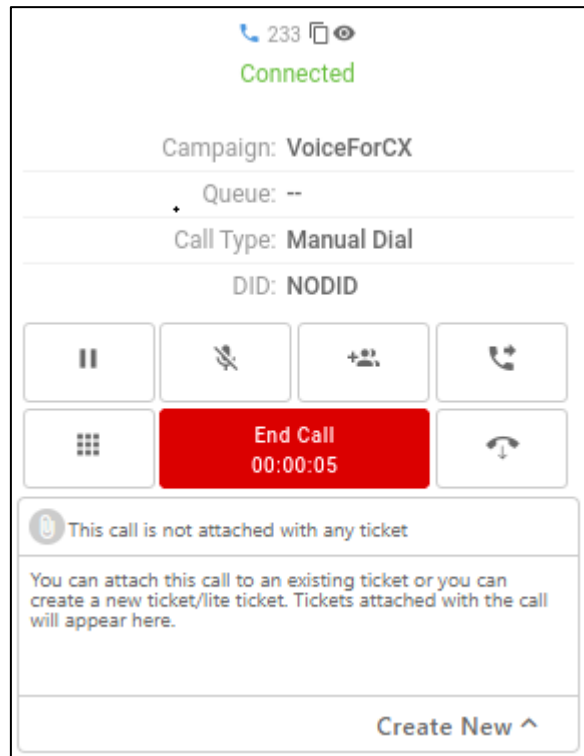 233
Connected
Campaign: VoiceForCX
Queue: --
Call Type: Manual Dial
DID: NODID
End Call
00:00:05
This call is not attached with any ticket
You can attach this call to an existing ticket or you can
create a new ticket/lite ticket. Tickets attached with the call
will appear here.
Create New